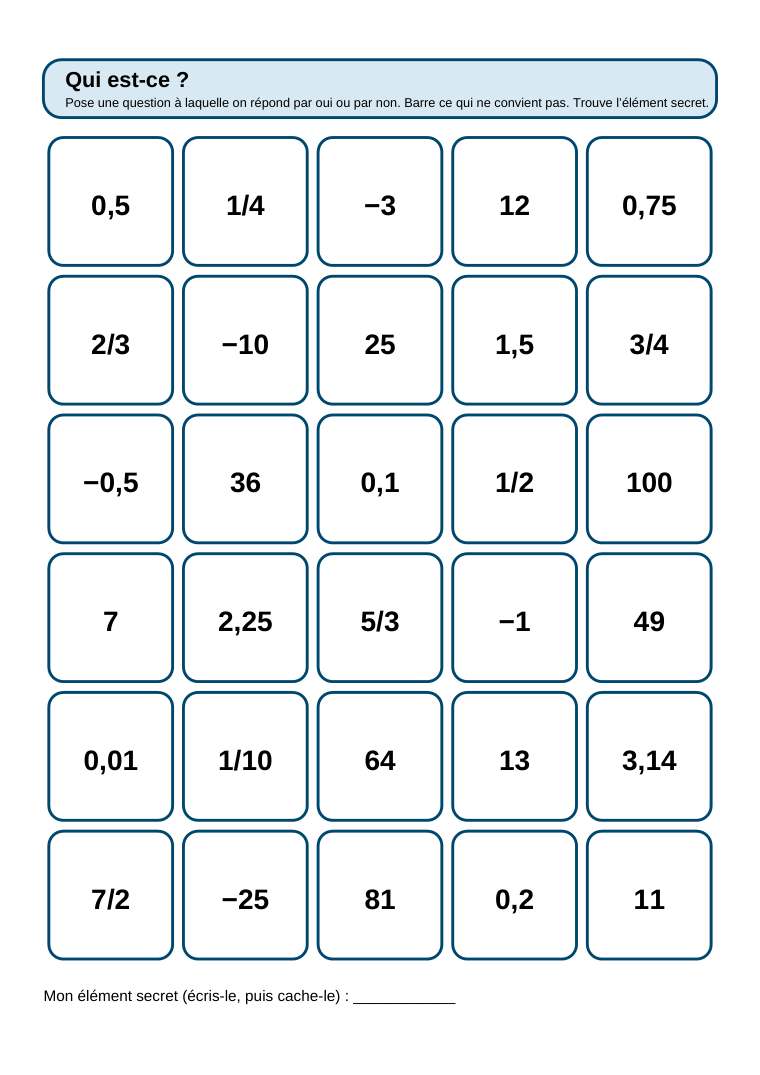 Qui est-ce ?
Pose une question à laquelle on répond par oui ou par non. Barre ce qui ne convient pas. Trouve l’élément secret.
0,5 1/4 −3 12 0,75
2/3 −10 25 1,5 3/4
−0,5 36 0,1 1/2 100
7 2,25 5/3 −1 49
0,01 1/10 64 13 3,14
7/2 −25 81 0,2 11
Mon élément secret (écris-le, puis cache-le) : ____________